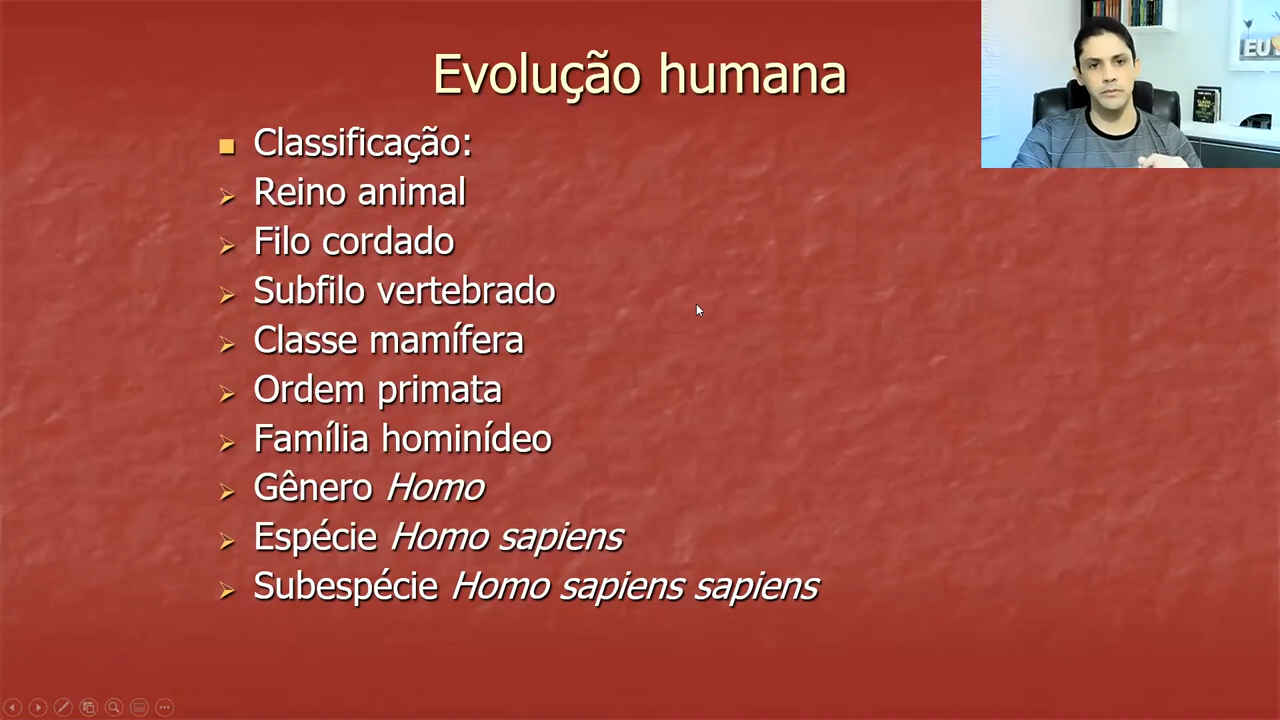 Evolução humana
Classificação:
Reino animal
Filo cordado
Subfilo vertebrado
Classe mamífera
Ordem primata
Família hominídeo
Gênero Homo
Espécie Homo sapiens
Subespécie Homo sapiens sapiens
EU